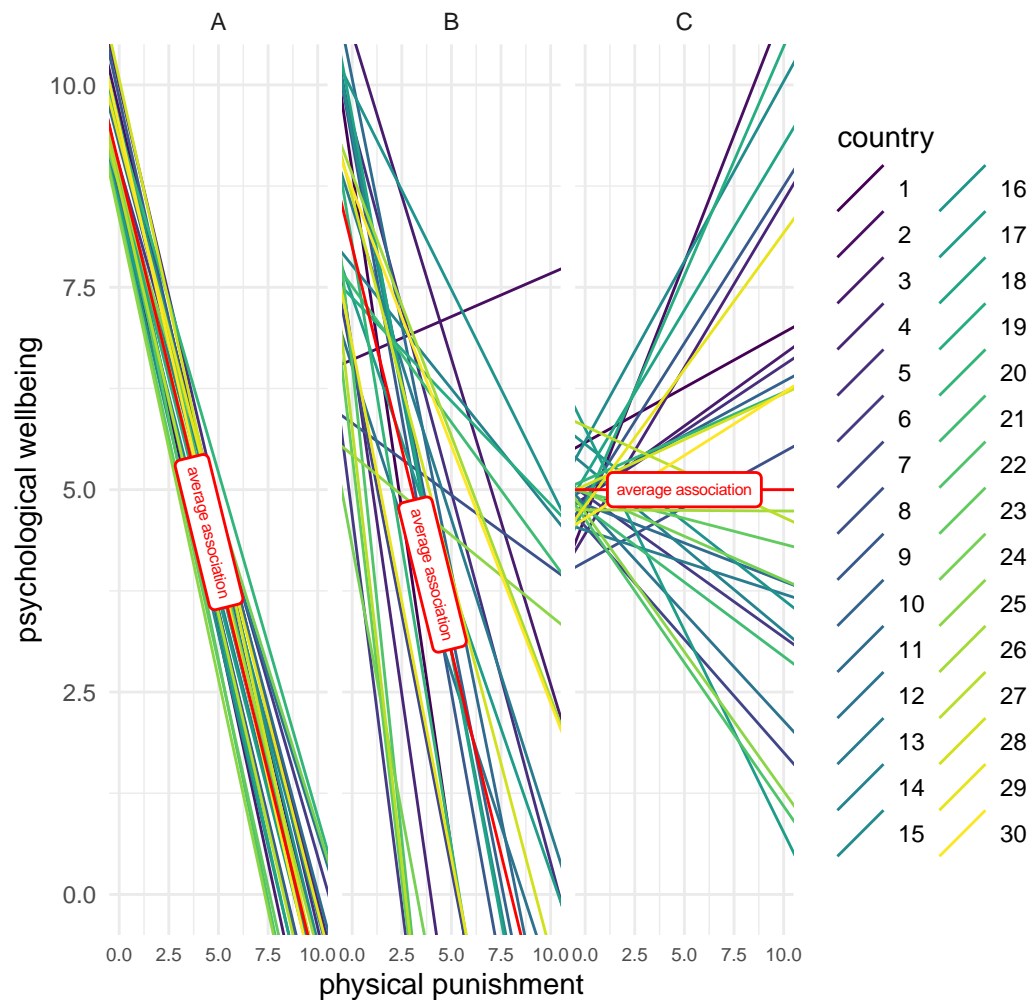 A B C
10.0
7.5
5.0
2.5
0.0
psychological wellbeing
average association
average association
average association
0.0 2.5 5.0 7.5 10.0 0.0 2.5 5.0 7.5 10.0 0.0 2.5 5.0 7.5 10.0
physical punishment
country
1 16
2 17
3 18
4 19
5 20
6 21
7 22
8 23
9 24
10 25
11 26
12 27
13 28
14 29
15 30